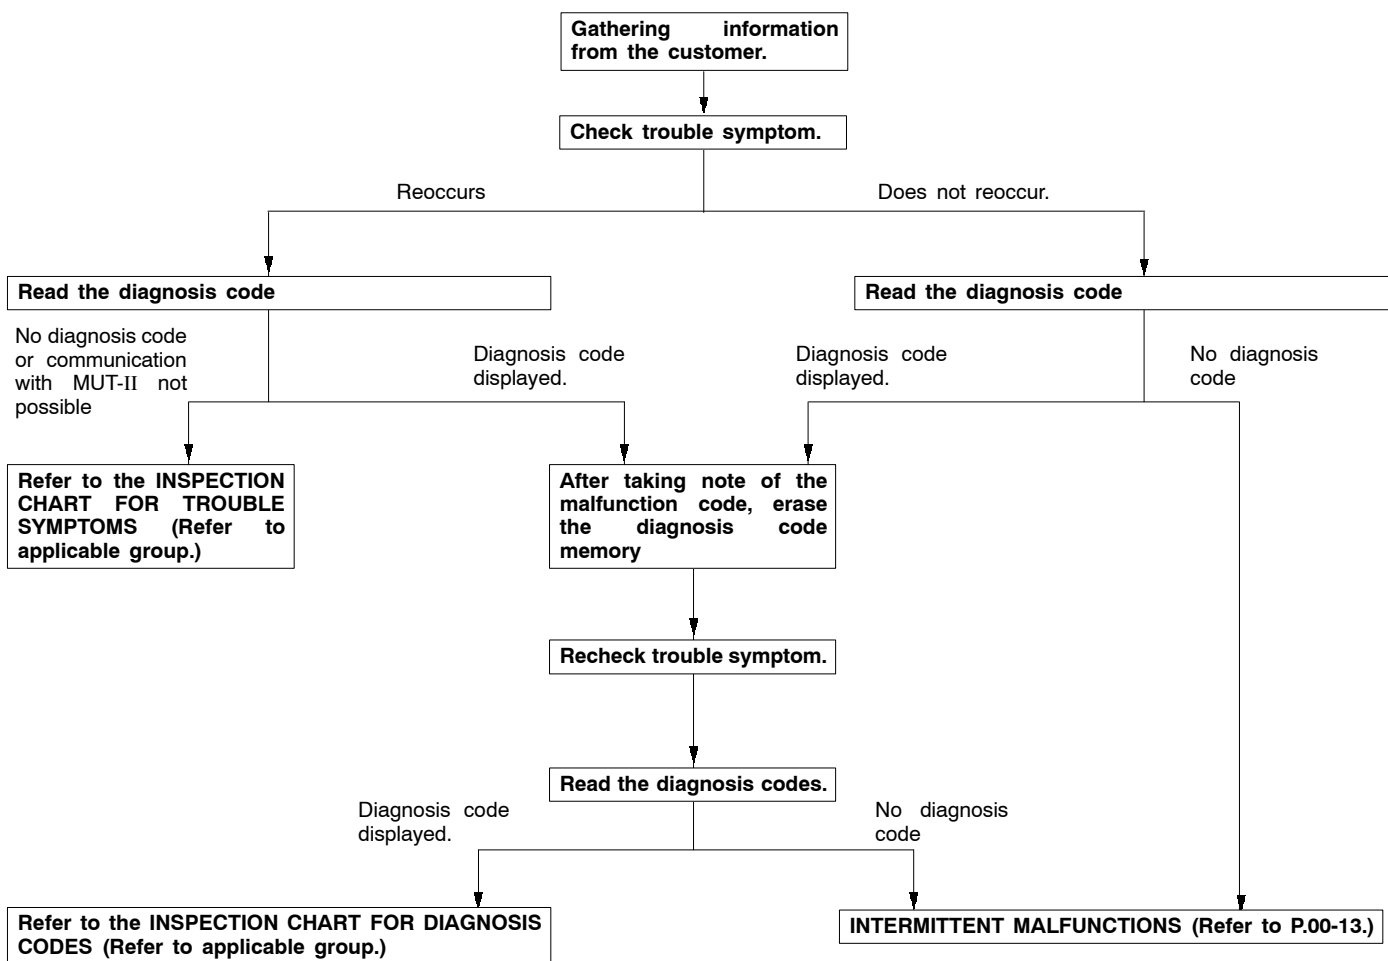 Gathering information
from the customer.
Check trouble symptom.
Reoccurs
Does not reoccur.
Read the diagnosis code
Read the diagnosis code
No diagnosis code
or communication
with MUT-II not
possible
Diagnosis code
displayed.
Diagnosis code
displayed.
No diagnosis
code
Refer to the INSPECTION
CHART FOR TROUBLE
SYMPTOMS (Refer to
applicable group.)
After taking note of the
malfunction code, erase
the diagnosis code
memory
Recheck trouble symptom.
Read the diagnosis codes.
Diagnosis code
displayed.
No diagnosis
code
Refer to the INSPECTION CHART FOR DIAGNOSIS
CODES (Refer to applicable group.)
INTERMITTENT MALFUNCTIONS (Refer to P.00-13.)